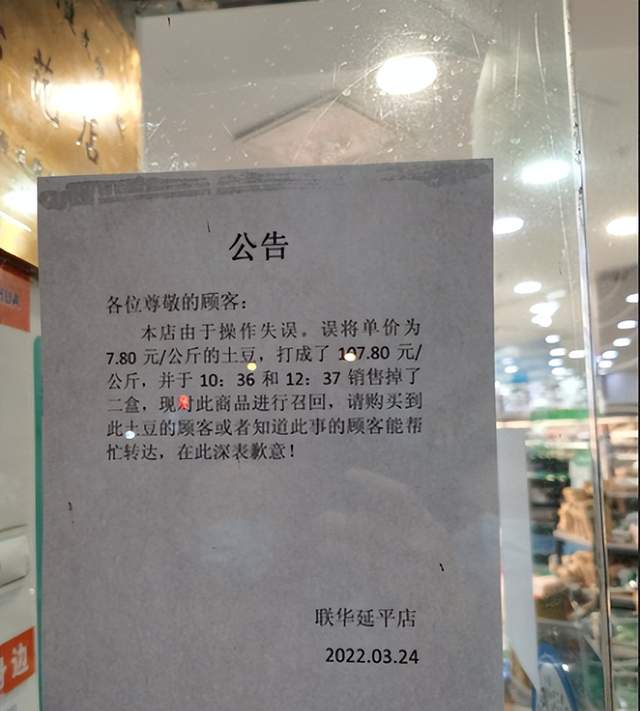 店
公告
各位尊敬的顾客：
本店由于操作失误。误将单价为
7.80 元/公斤的土豆，打成了 107.80 元/
公斤，并于 10：36 和 12：37 销售掉了
二盒，现对此商品进行召回，请购买到
此土豆的顾客或者知道此事的顾客能帮
忙转达，在此深表歉意！
联华延平店
2022.03.24
边